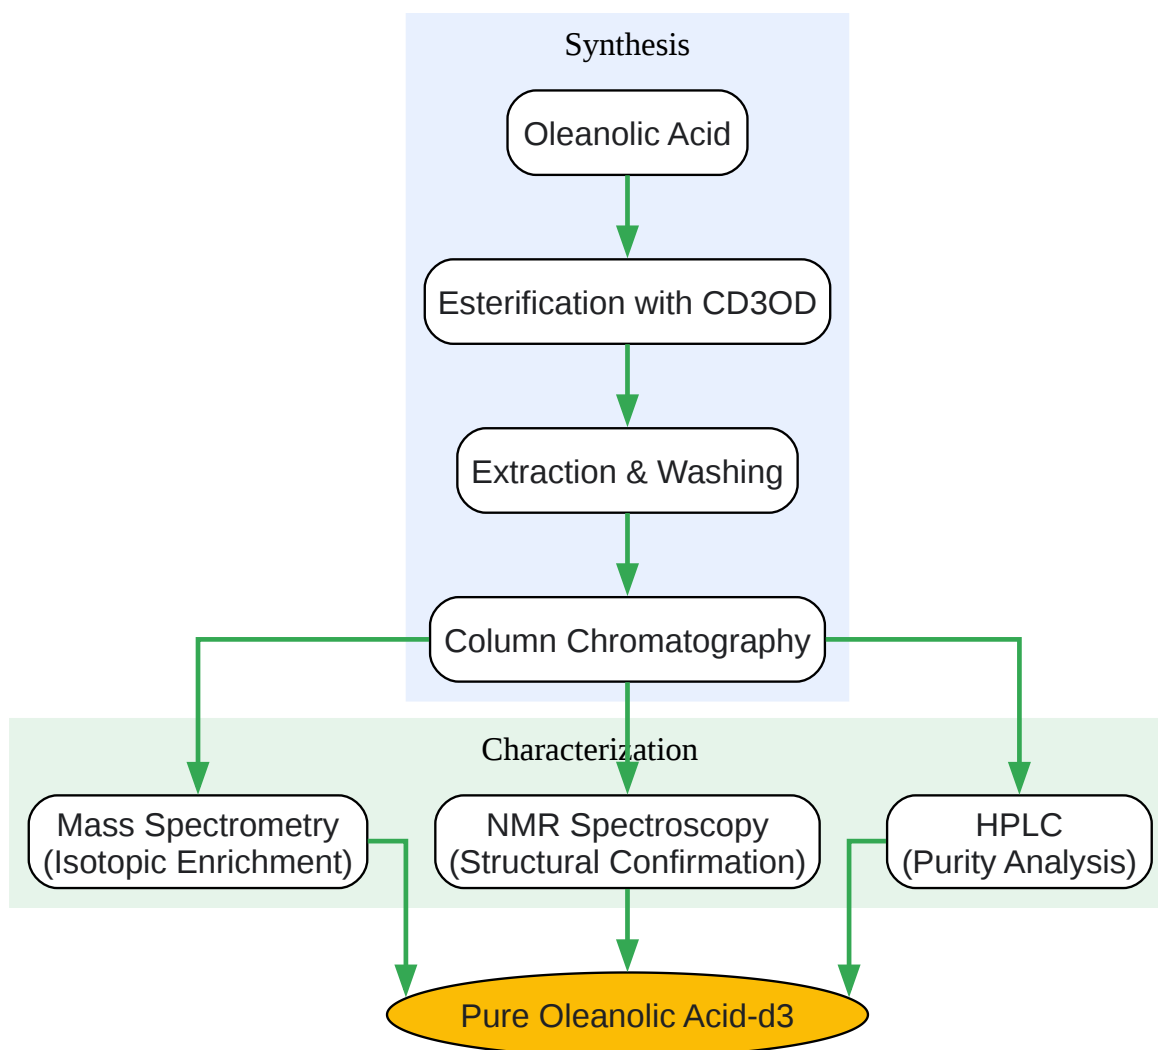 Synthesis
Oleanolic Acid
Esterification with CD3OD
Extraction & Washing
Column Chromatography
Characterization
Mass Spectrometry
(Isotopic Enrichment)
NMR Spectroscopy
(Structural Confirmation)
HPLC
(Purity Analysis)
Pure Oleanolic Acid-d3